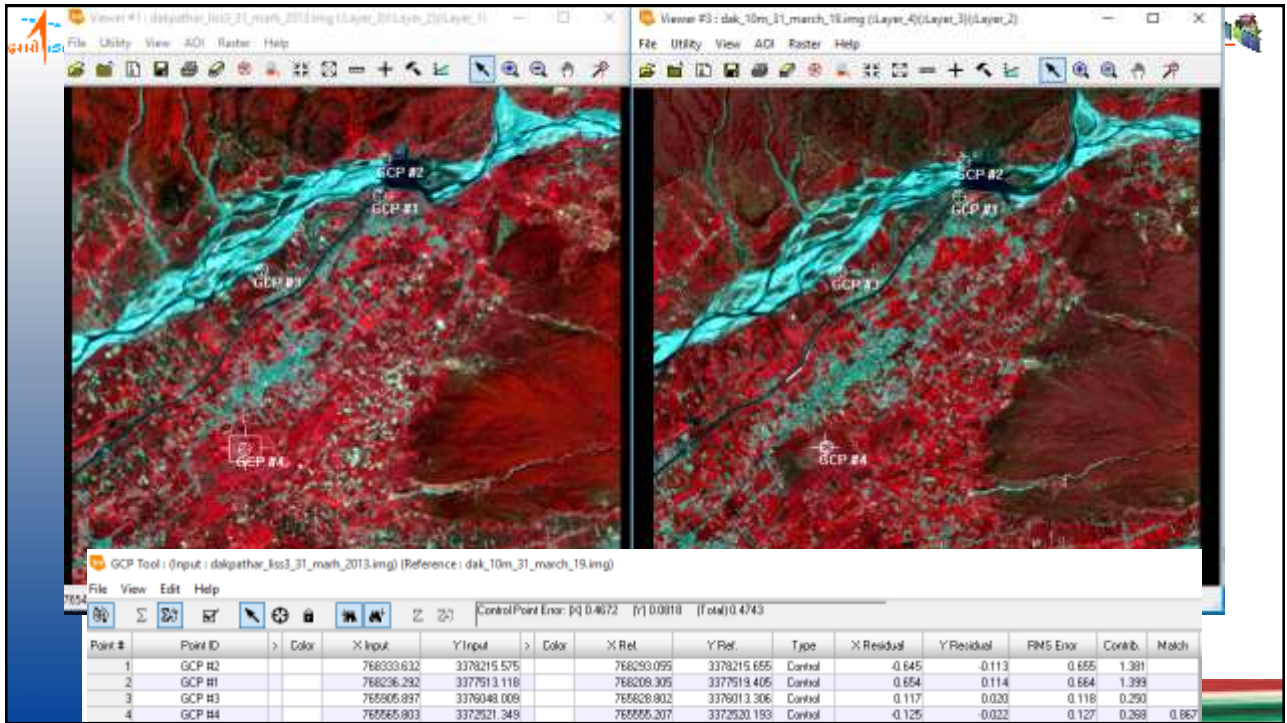 Viewer #1 : dakpathar_liss3_31_marh_2013.img (:Layer_3)(:Layer_2)(:Layer_1)
File Utility View AOI Raster Help
Viewer #3 : dak_10m_31_march_19.img (:Layer_4)(:Layer_3)(:Layer_2)
File Utility View AOI Raster Help
इसरो
GCP #2
GCP #1
GCP #3
GCP #4
GCP #2
GCP #1
GCP #3
GCP #4
GCP Tool : (Input : dakpathar_liss3_31_marh_2013.img) (Reference : dak_10m_31_march_19.img)
File View Edit Help
Control Point Error: (X) 0.4672 (Y) 0.0818 (Total) 0.4743
Point # Point ID > Color X Input Y Input > Color X Ref. Y Ref. Type X Residual Y Residual RMS Error Contrib. Match
1 GCP #2 768333.632 3378215.575 768293.055 3378215.655 Control -0.645 -0.113 0.655 1.381
2 GCP #1 768236.292 3377513.118 768209.305 3377519.405 Control 0.654 0.114 0.664 1.399
3 GCP #3 765905.897 3376048.009 765828.802 3376013.306 Control 0.117 0.020 0.118 0.250
4 GCP #4 765565.803 3372521.349 765555.207 3372520.193 Control -0.125 -0.022 0.127 0.268 0.867